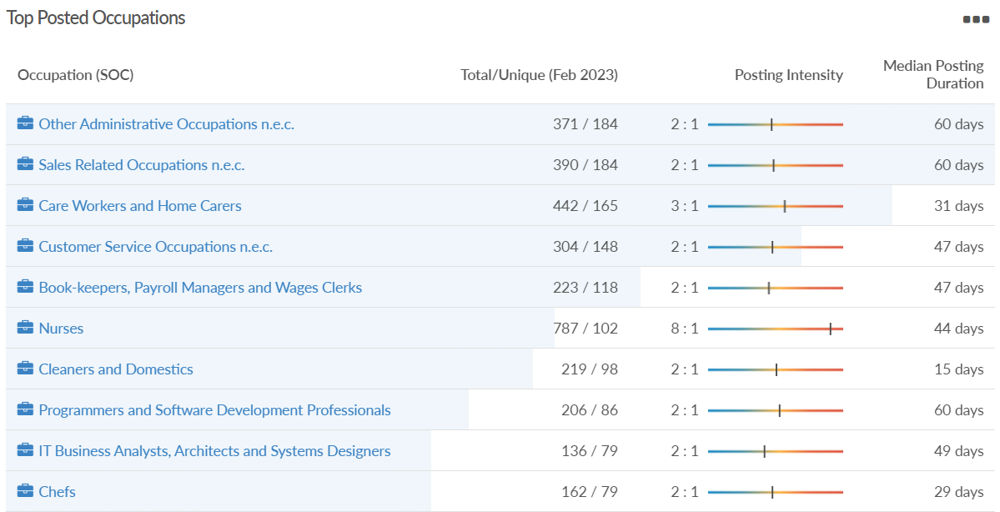 Top Posted Occupations
Occupation (SOC) Total/Unique (Feb 2023) Posting Intensity Median Posting Duration
Other Administrative Occupations n.e.c. 371 / 184 2 : 1 60 days
Sales Related Occupations n.e.c. 390 / 184 2 : 1 60 days
Care Workers and Home Carers 442 / 165 3 : 1 31 days
Customer Service Occupations n.e.c. 304 / 148 2 : 1 47 days
Book-keepers, Payroll Managers and Wages Clerks 223 / 118 2 : 1 47 days
Nurses 787 / 102 8 : 1 44 days
Cleaners and Domestics 219 / 98 2 : 1 15 days
Programmers and Software Development Professionals 206 / 86 2 : 1 60 days
IT Business Analysts, Architects and Systems Designers 136 / 79 2 : 1 49 days
Chefs 162 / 79 2 : 1 29 days